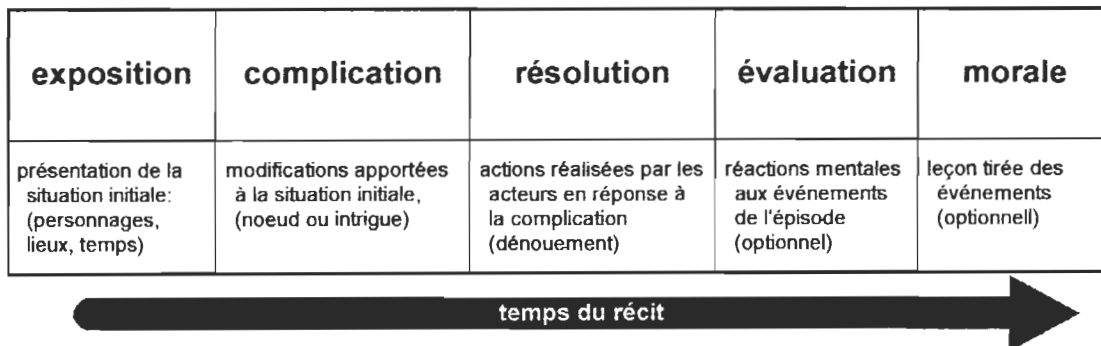 exposition
complication
résolution
évaluation
morale
présentation de la
situation initiale:
(personnages,
lieux, temps)
modifications apportées
à la situation initiale,
(noeud ou intrigue)
actions réalisées par les
acteurs en réponse à
la complication
(dénouement)
réactions mentales
aux événements
de l'épisode
(optionnel)
leçon tirée des
événements
(optionnell)
temps du récit